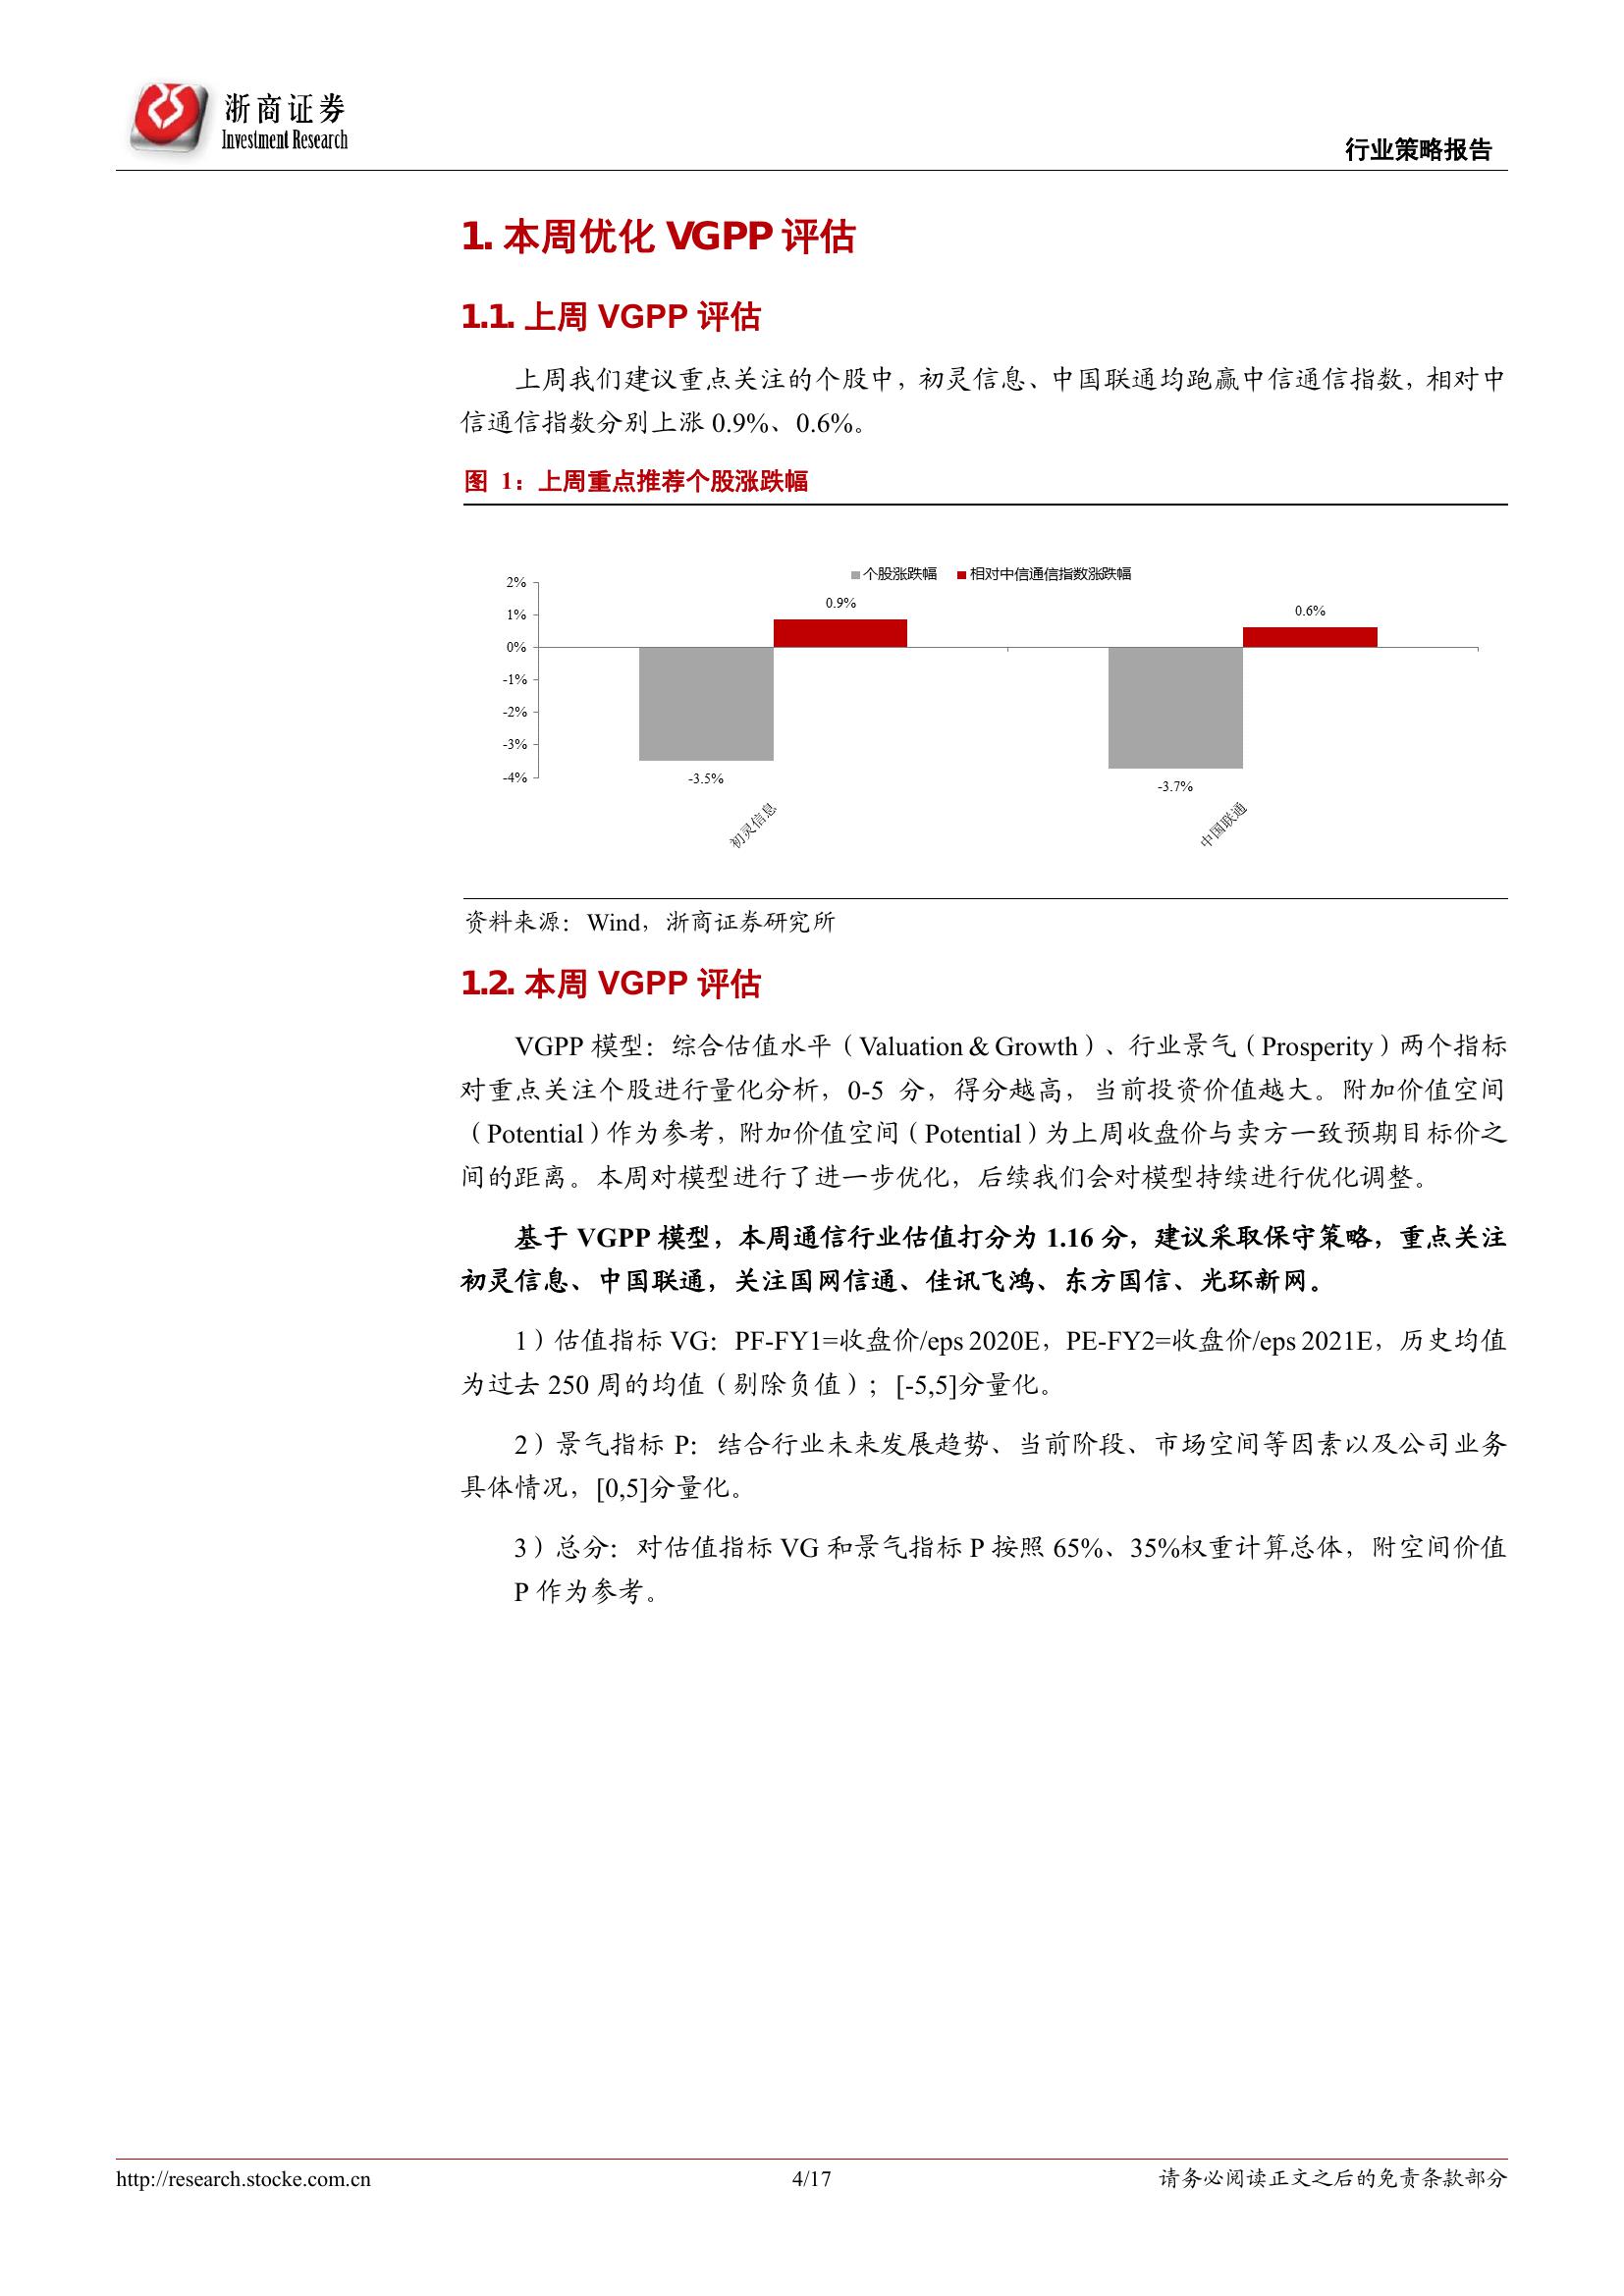 浙商证券
Investment Research
行业策略报告
1. 本周优化 VGPP 评估
1.1. 上周 VGPP 评估
上周我们建议重点关注的个股中，初灵信息、中国联通均跑赢中信通信指数，相对中
信通信指数分别上涨 0.9%、0.6%。
图 1：上周重点推荐个股涨跌幅
个股涨跌幅 相对中信通信指数涨跌幅
2%
1%
0%
-1%
-2%
-3%
-4%
0.9%
0.6%
-3.5%
-3.7%
初灵信息
中国联通
资料来源：Wind，浙商证券研究所
1.2. 本周 VGPP 评估
VGPP 模型：综合估值水平（Valuation & Growth）、行业景气（Prosperity）两个指标
对重点关注个股进行量化分析，0-5 分，得分越高，当前投资价值越大。附加价值空间
（Potential）作为参考，附加价值空间（Potential）为上周收盘价与卖方一致预期目标价之
间的距离。本周对模型进行了进一步优化，后续我们会对模型持续进行优化调整。
基于 VGPP 模型，本周通信行业估值打分为 1.16 分，建议采取保守策略，重点关注
初灵信息、中国联通，关注国网信通、佳讯飞鸿、东方国信、光环新网。
1）估值指标 VG：PF-FY1=收盘价/eps 2020E，PE-FY2=收盘价/eps 2021E，历史均值
为过去 250 周的均值（剔除负值）；[-5,5]分量化。
2）景气指标 P：结合行业未来发展趋势、当前阶段、市场空间等因素以及公司业务
具体情况，[0,5]分量化。
3）总分：对估值指标 VG 和景气指标 P 按照 65%、35%权重计算总体，附空间价值
P 作为参考。
http://research.stocke.com.cn
4/17
请务必阅读正文之后的免责条款部分